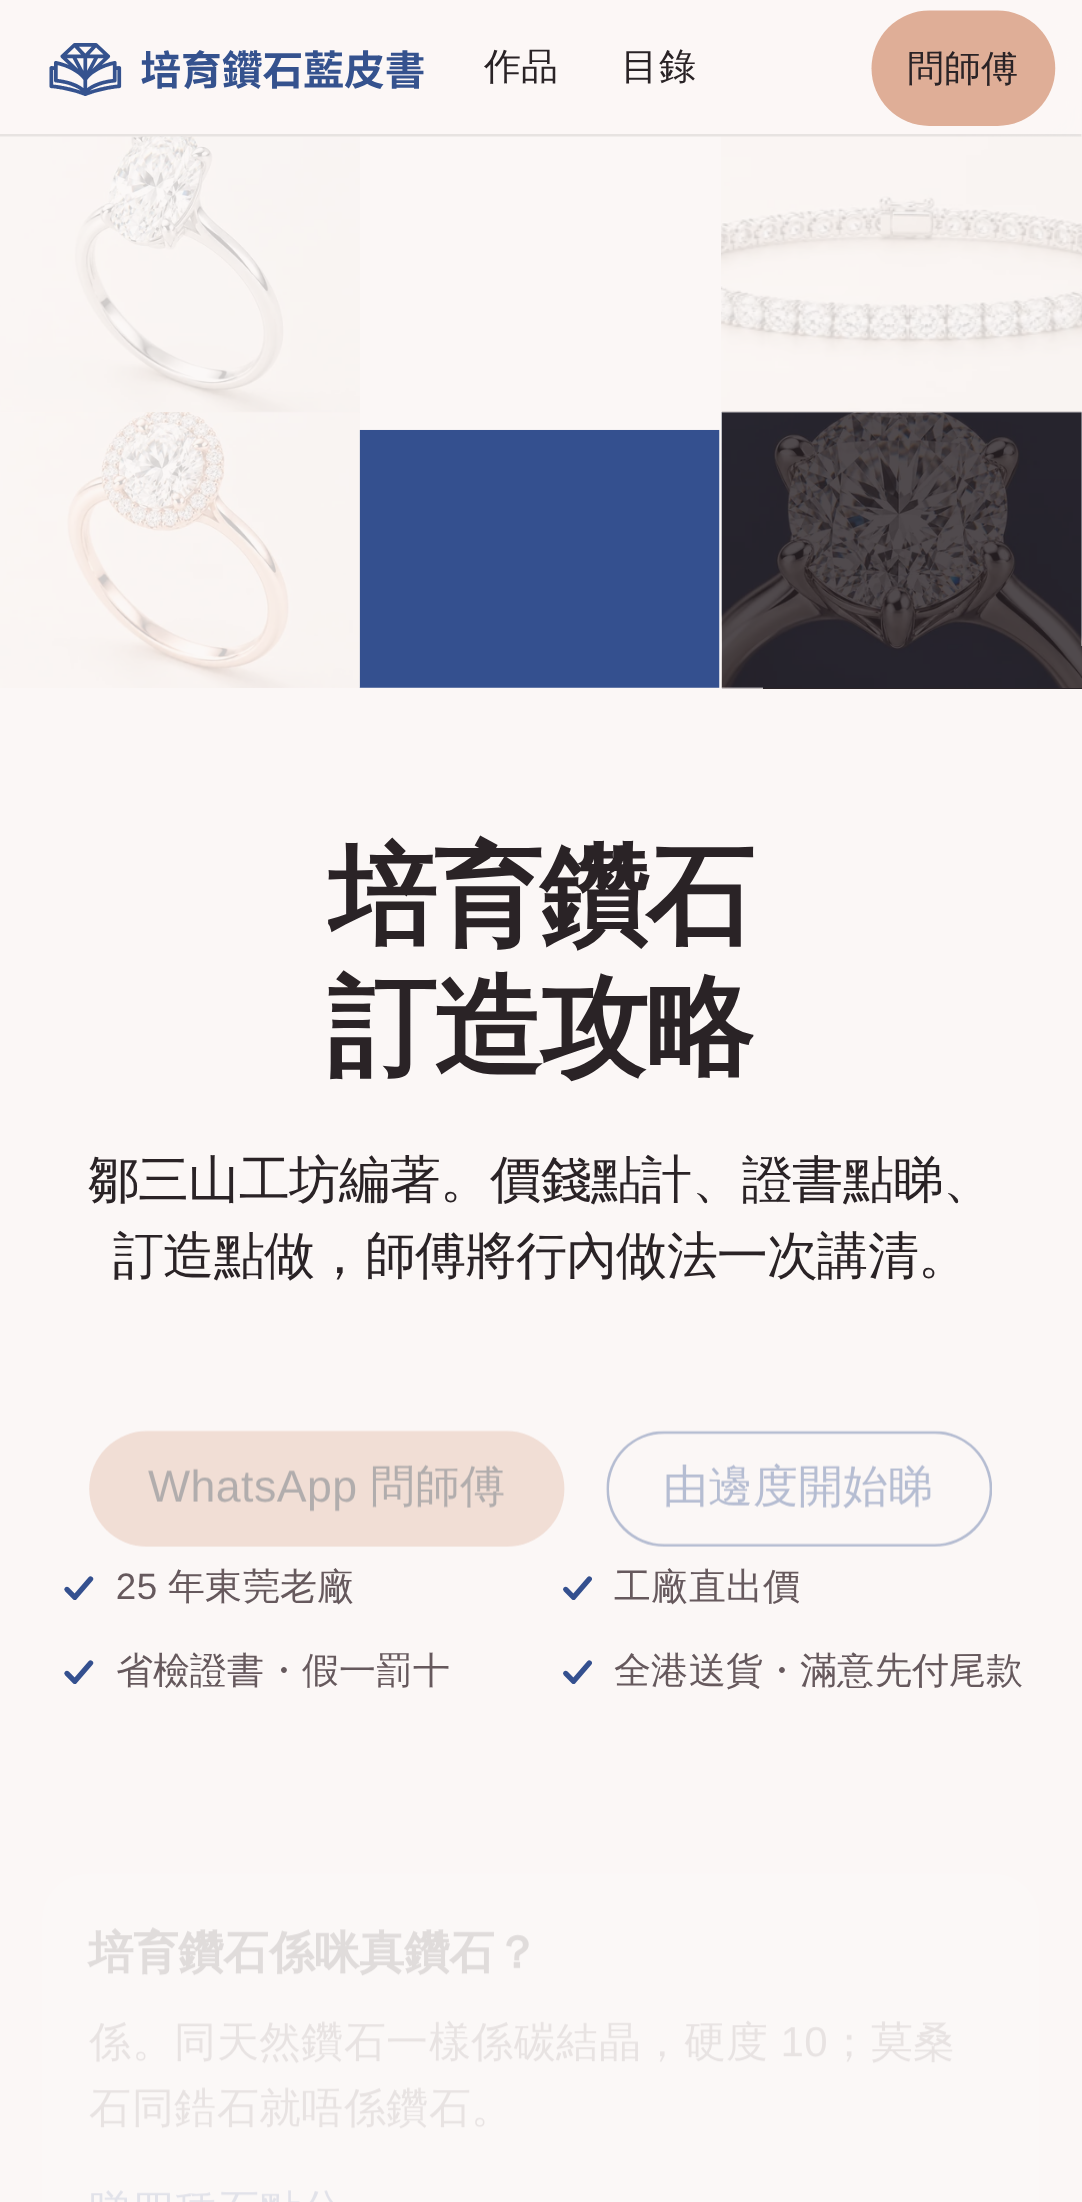 培育鑽石藍皮書
作品
目錄
問師傅
培育鑽石
訂造攻略
鄒三山工坊編著。價錢點計、證書點睇、
訂造點做，師傅將行內做法一次講清。
WhatsApp 問師傅
由邊度開始睇
25 年東莞老廠
工廠直出價
省檢證書・假一罰十
全港送貨・滿意先付尾款
培育鑽石係咪真鑽石？
係。同天然鑽石一樣係碳結晶，硬度 10；莫桑
石同鋯石就唔係鑽石。
睇四種石點分